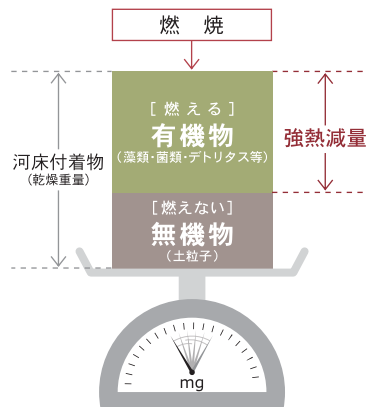 燃 焼
[ 燃える ]
有機物
(藻類・菌類・デトリタス等)
強熱減量
河床付着物
(乾燥重量)
[燃えない]
無機物
(土粒子)
mg